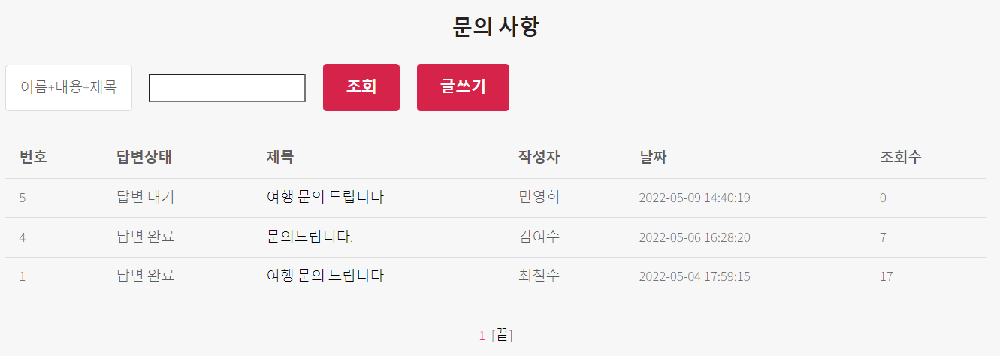 문의 사항
이름+내용+제목 조회 글쓰기
번호 답변상태 제목 작성자 날짜 조회수
5 답변 대기 여행 문의 드립니다 민영희 2022-05-09 14:40:19 0
4 답변 완료 문의드립니다. 김여수 2022-05-06 16:28:20 7
1 답변 완료 여행 문의 드립니다 최철수 2022-05-04 17:59:15 17
1 [끝]